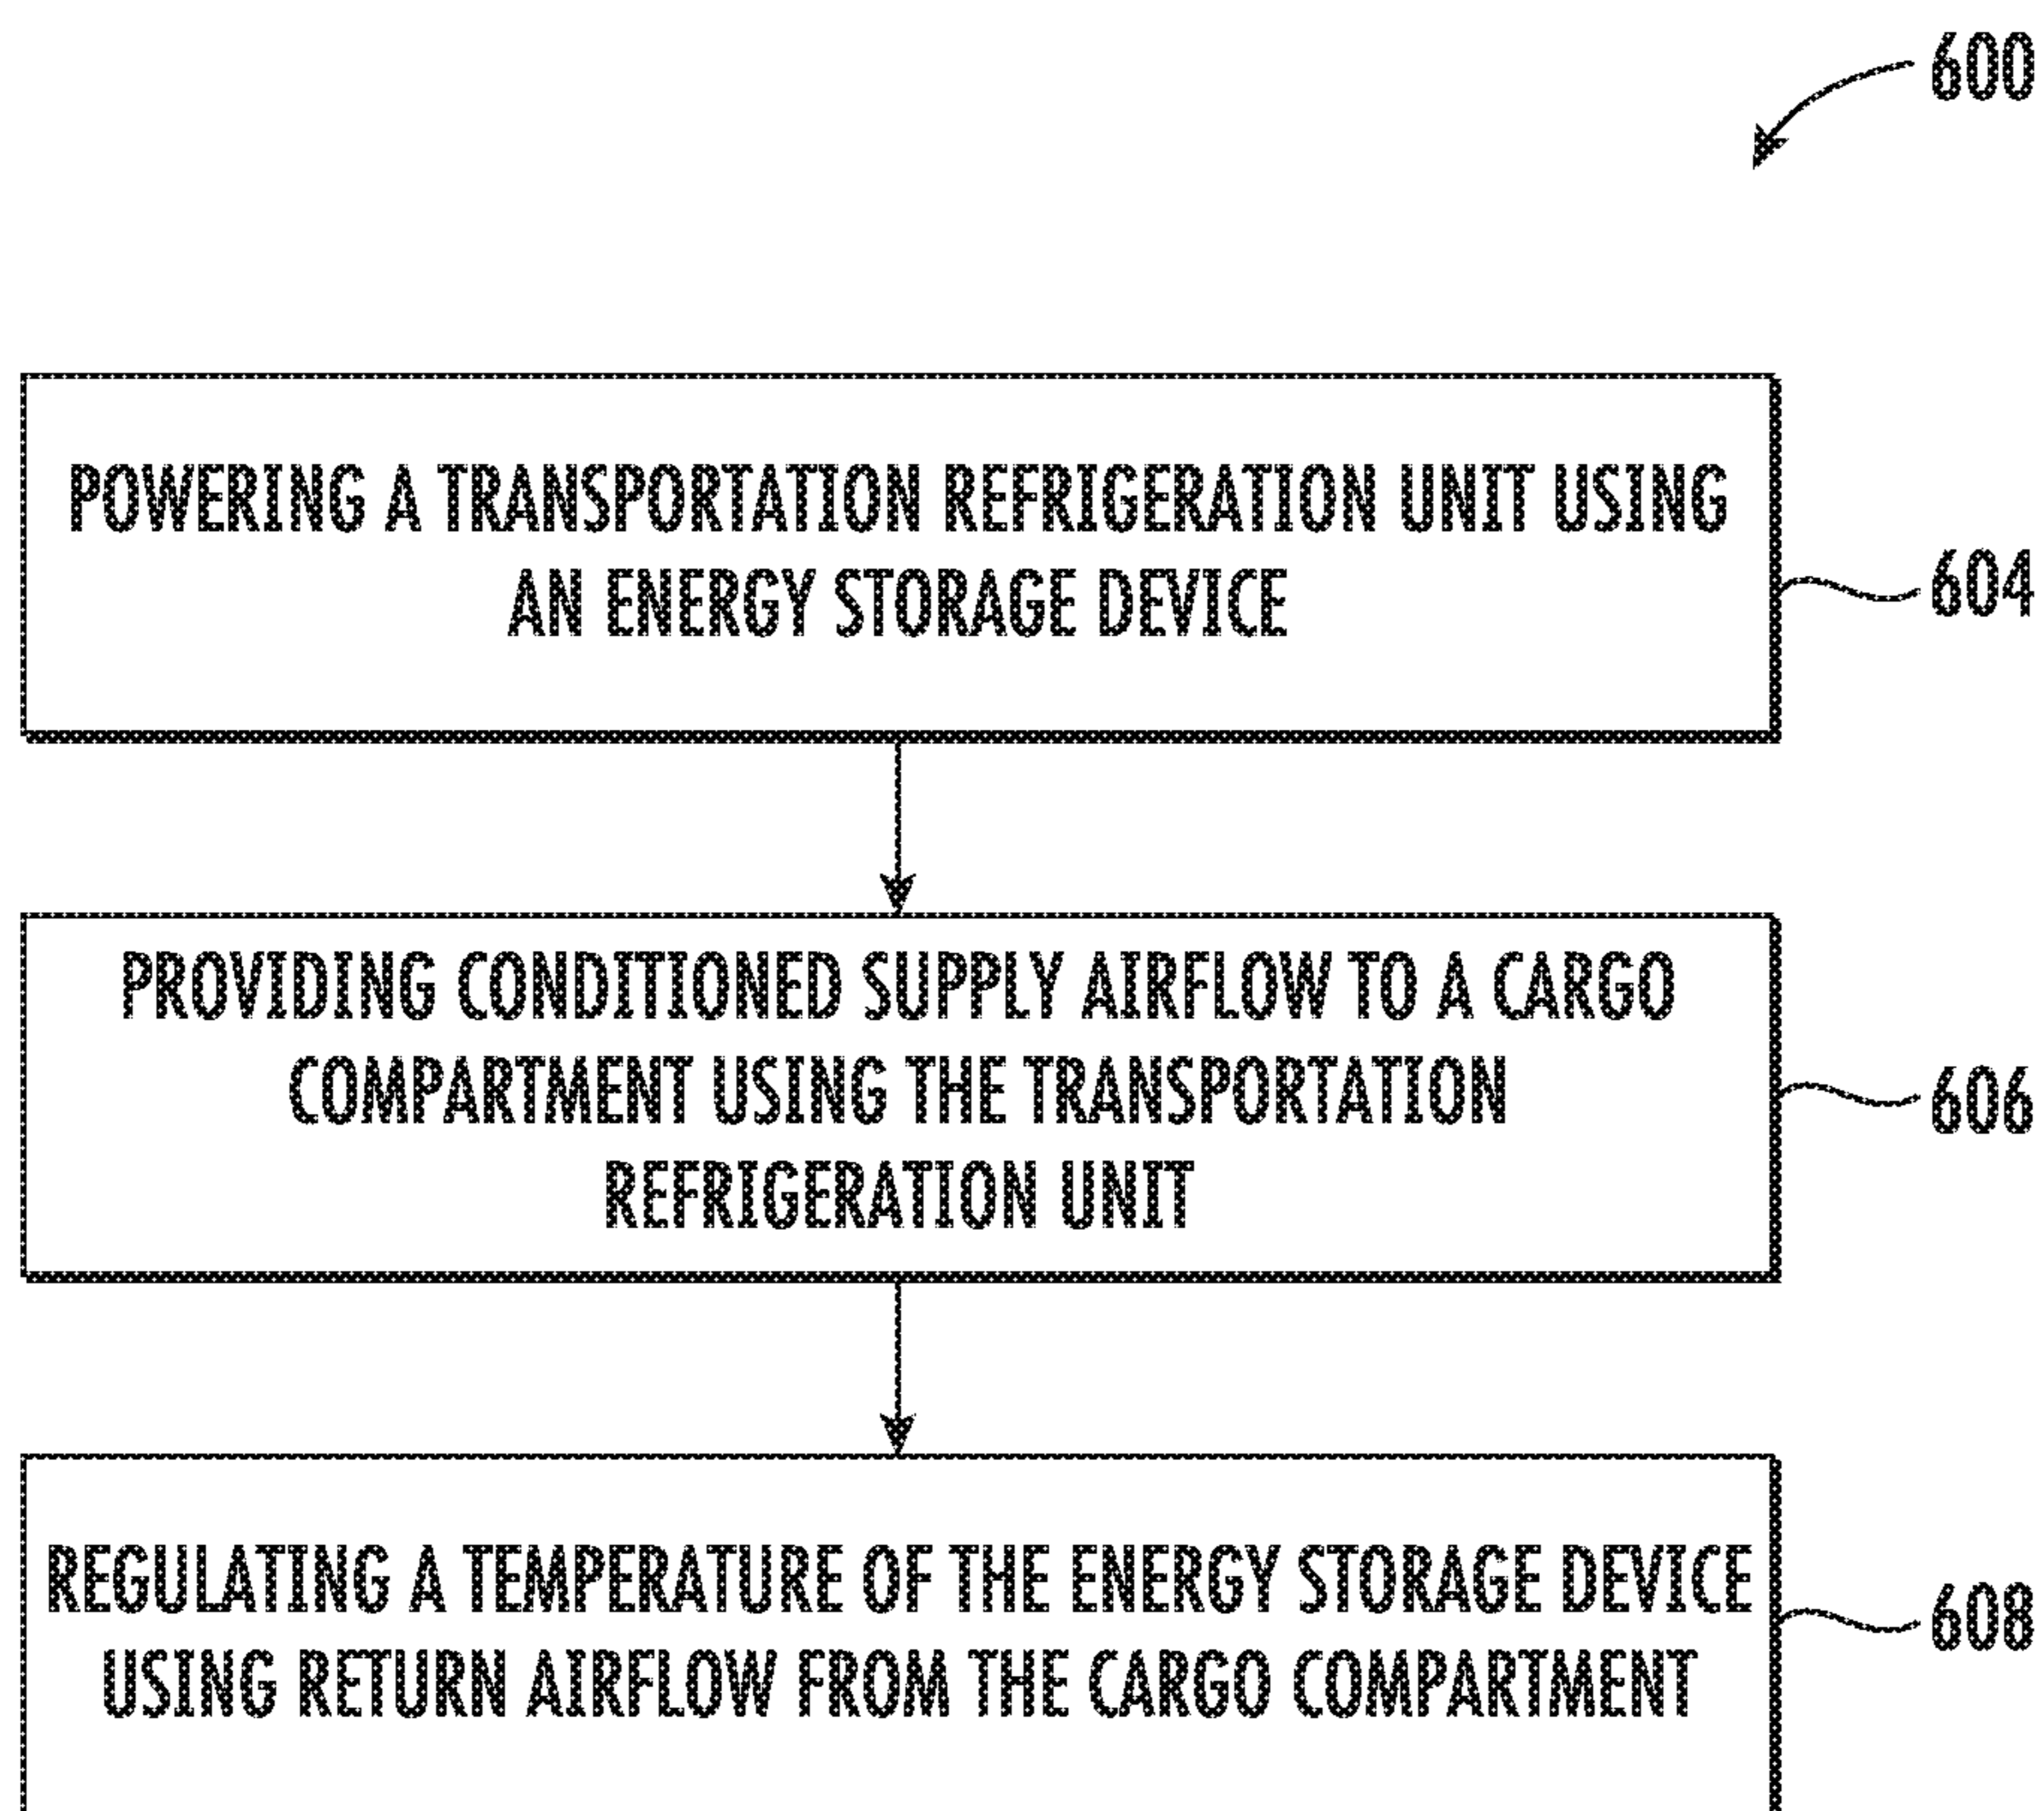 600
POWERING A TRANSPORTATION REFRIGERATION UNIT USING
AN ENERGY STORAGE DEVICE
604
PROVIDING CONDITIONED SUPPLY AIRFLOW TO A CARGO
COMPARTMENT USING THE TRANSPORTATION
REFRIGERATION UNIT
606
REGULATING A TEMPERATURE OF THE ENERGY STORAGE DEVICE
USING RETURN AIRFLOW FROM THE CARGO COMPARTMENT
608